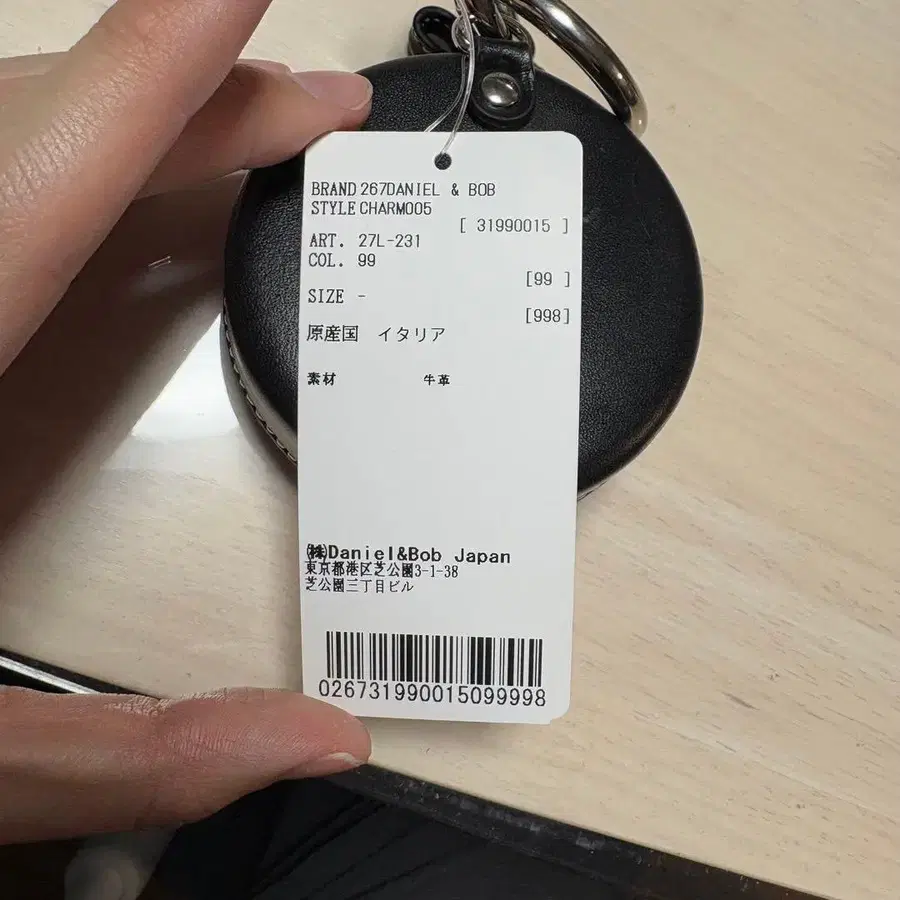 BRAND 267DANIEL & BOB
STYLE CHARM005
[ 31990015 ]
ART. 27L-231
COL. 99
[99 ]
SIZE -
[998]
原産国 イタリア
素材 牛革
㈱Daniel&Bob Japan
東京都港区芝公園3-1-38
芝公園三丁目ビル
026731990015099998